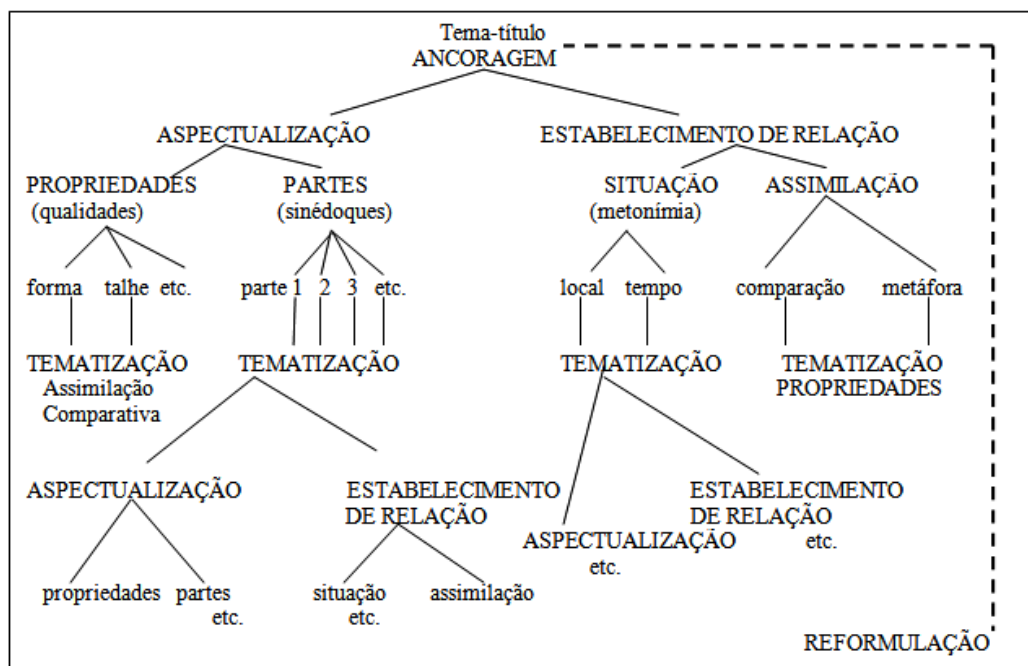 Tema-título
ANCORAGEM
ASPECTUALIZAÇÃO ESTABELECIMENTO DE RELAÇÃO
PROPRIEDADES PARTES SITUAÇÃO ASSIMILAÇÃO
(qualidades) (sinédoques) (metonímia)
forma talhe etc. parte 1 2 3 etc. local tempo comparação metáfora
TEMATIZAÇÃO TEMATIZAÇÃO TEMATIZAÇÃO TEMATIZAÇÃO
Assimilação PROPRIEDADES
Comparativa
ASPECTUALIZAÇÃO ESTABELECIMENTO ESTABELECIMENTO
DE RELAÇÃO DE RELAÇÃO
ASPECTUALIZAÇÃO etc.
etc.
propriedades partes situação assimilação
etc. etc.
REFORMULAÇÃO